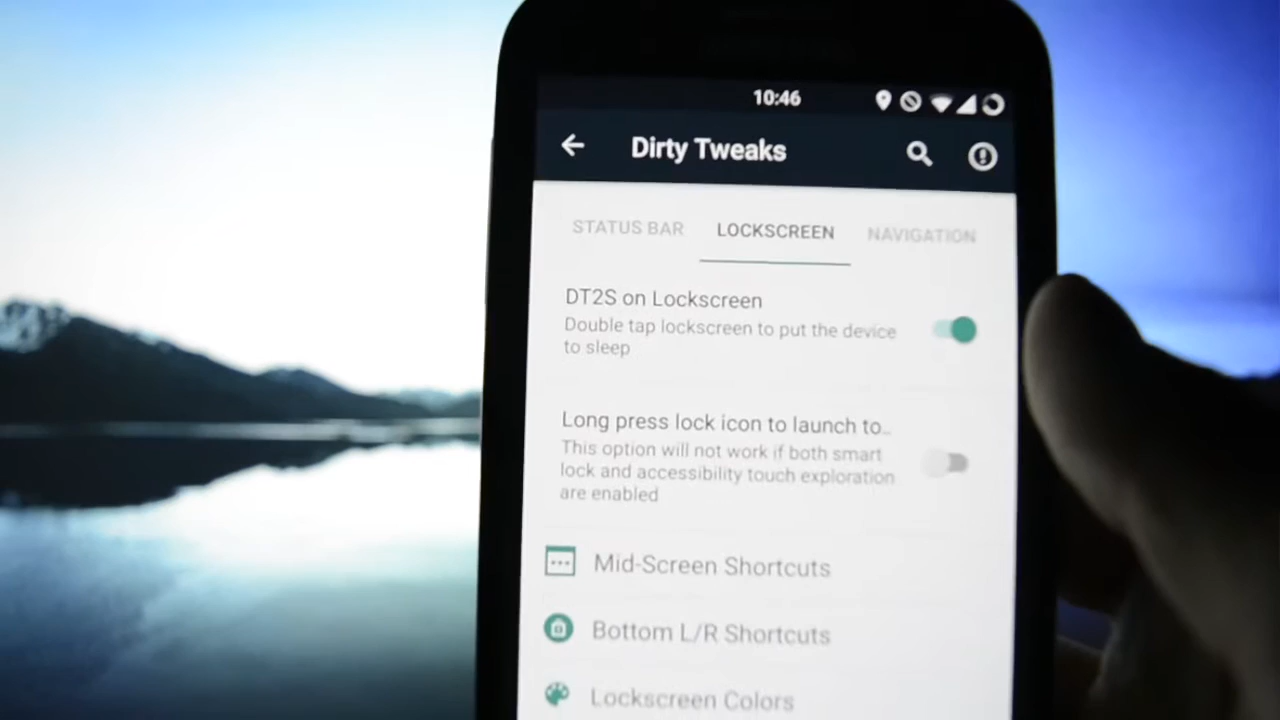 10:46
Dirty Tweaks
STATUS BAR LOCKSCREEN NAVIGATION
DT2S on Lockscreen
Double tap lockscreen to put the device
to sleep
Long press lock icon to launch to..
This option will not work if both smart
lock and accessibility touch exploration
are enabled
Mid-Screen Shortcuts
Bottom L/R Shortcuts
Lockscreen Colors